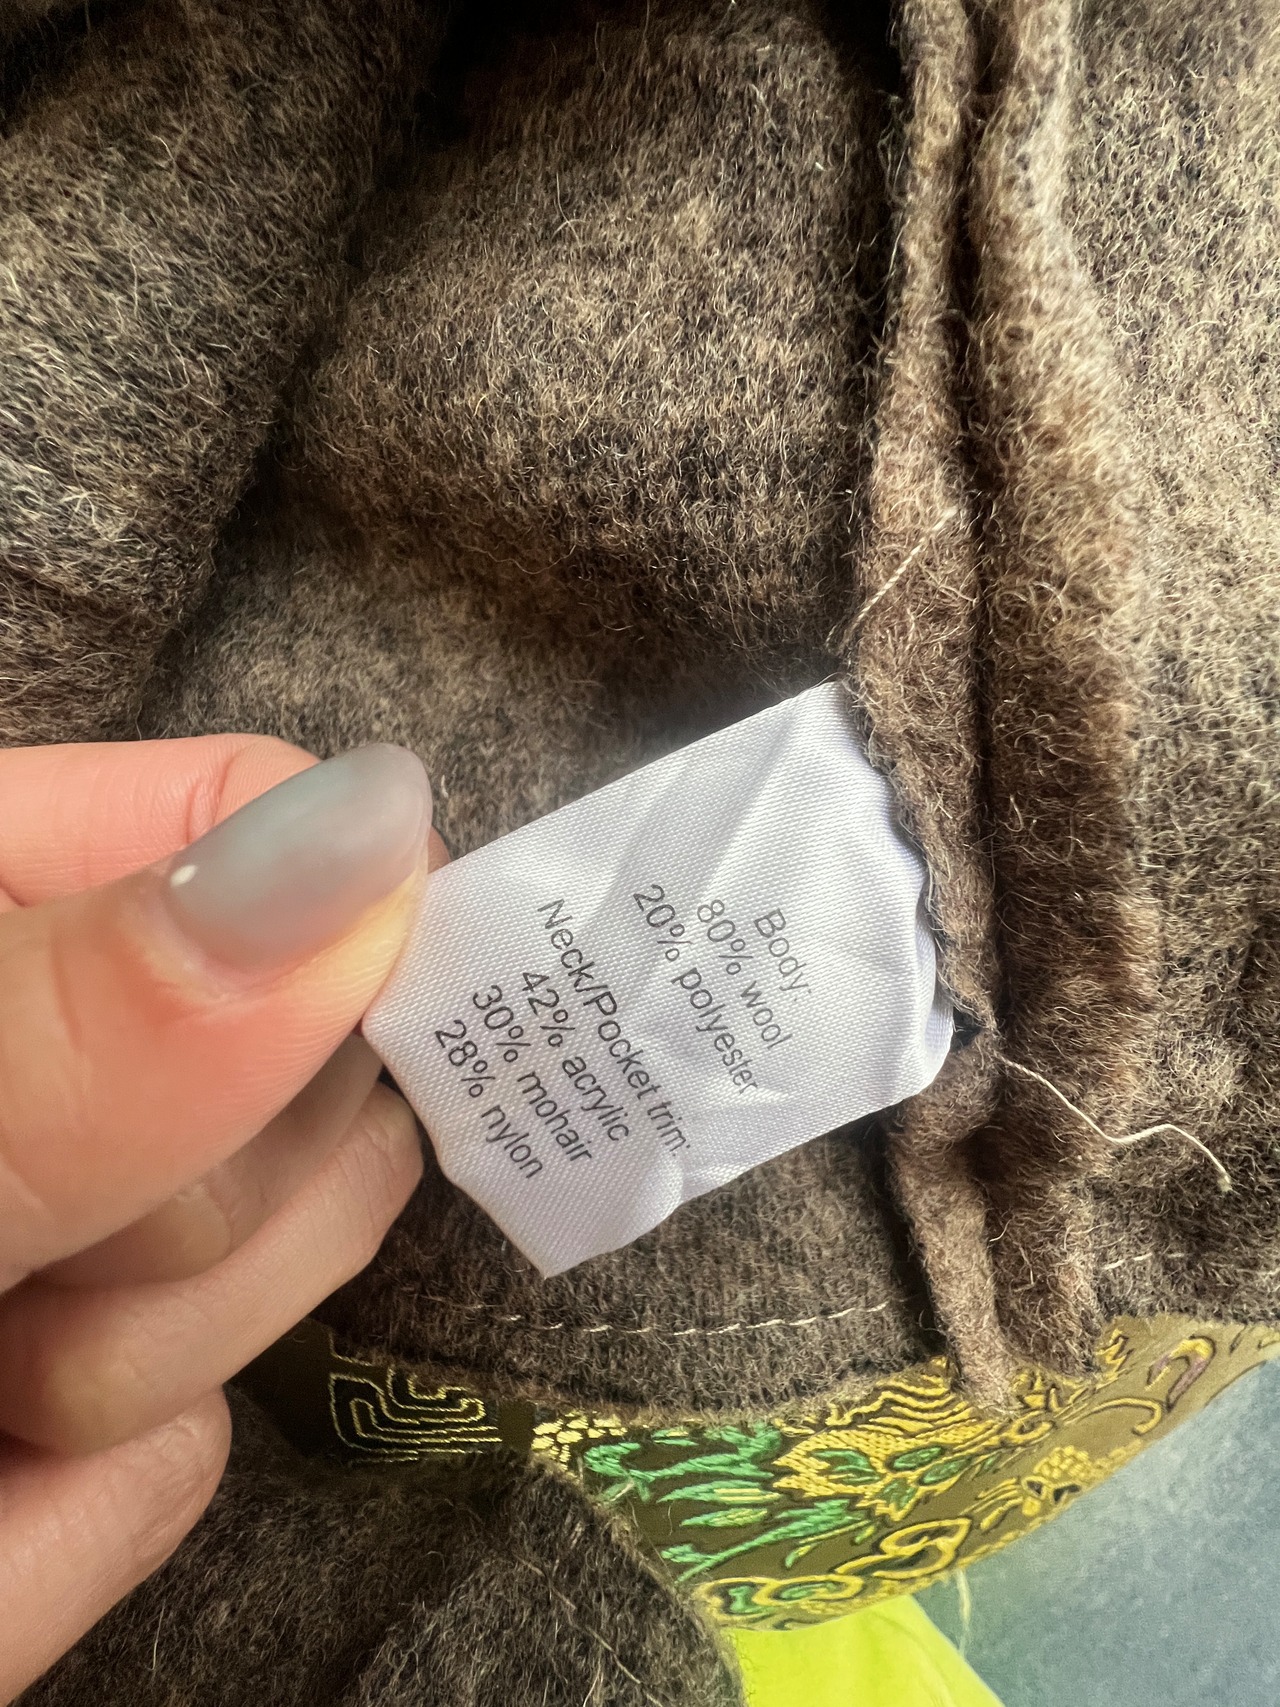 Body:
80% wool
20% polyester
Neck/Pocket trim:
42% acrylic
30% mohair
28% nylon